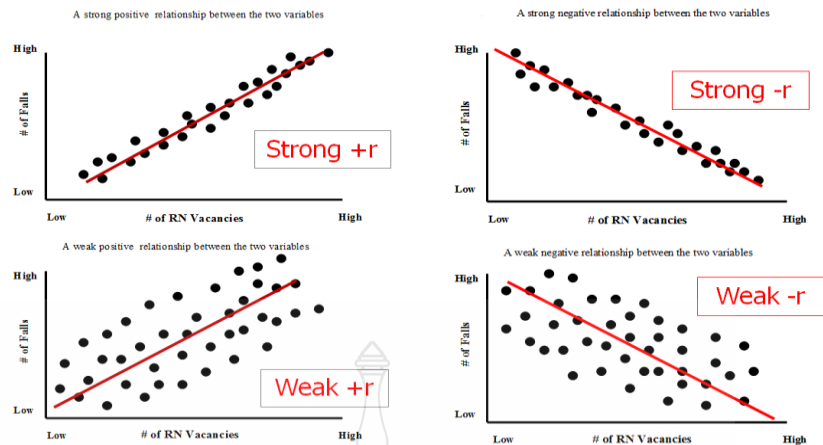 A strong positive relationship between the two variables
High
# of Falls
Low
Strong +r
Low
# of RN Vacancies
High
A strong negative relationship between the two variables
High
# of Falls
Low
Strong -r
Low
# of RN Vacancies
High
A weak positive relationship between the two variables
High
# of Falls
Low
Weak +r
Low
# of RN Vacancies
High
A weak negative relationship between the two variables
High
# of Falls
Low
Weak -r
Low
# of RN Vacancies
High